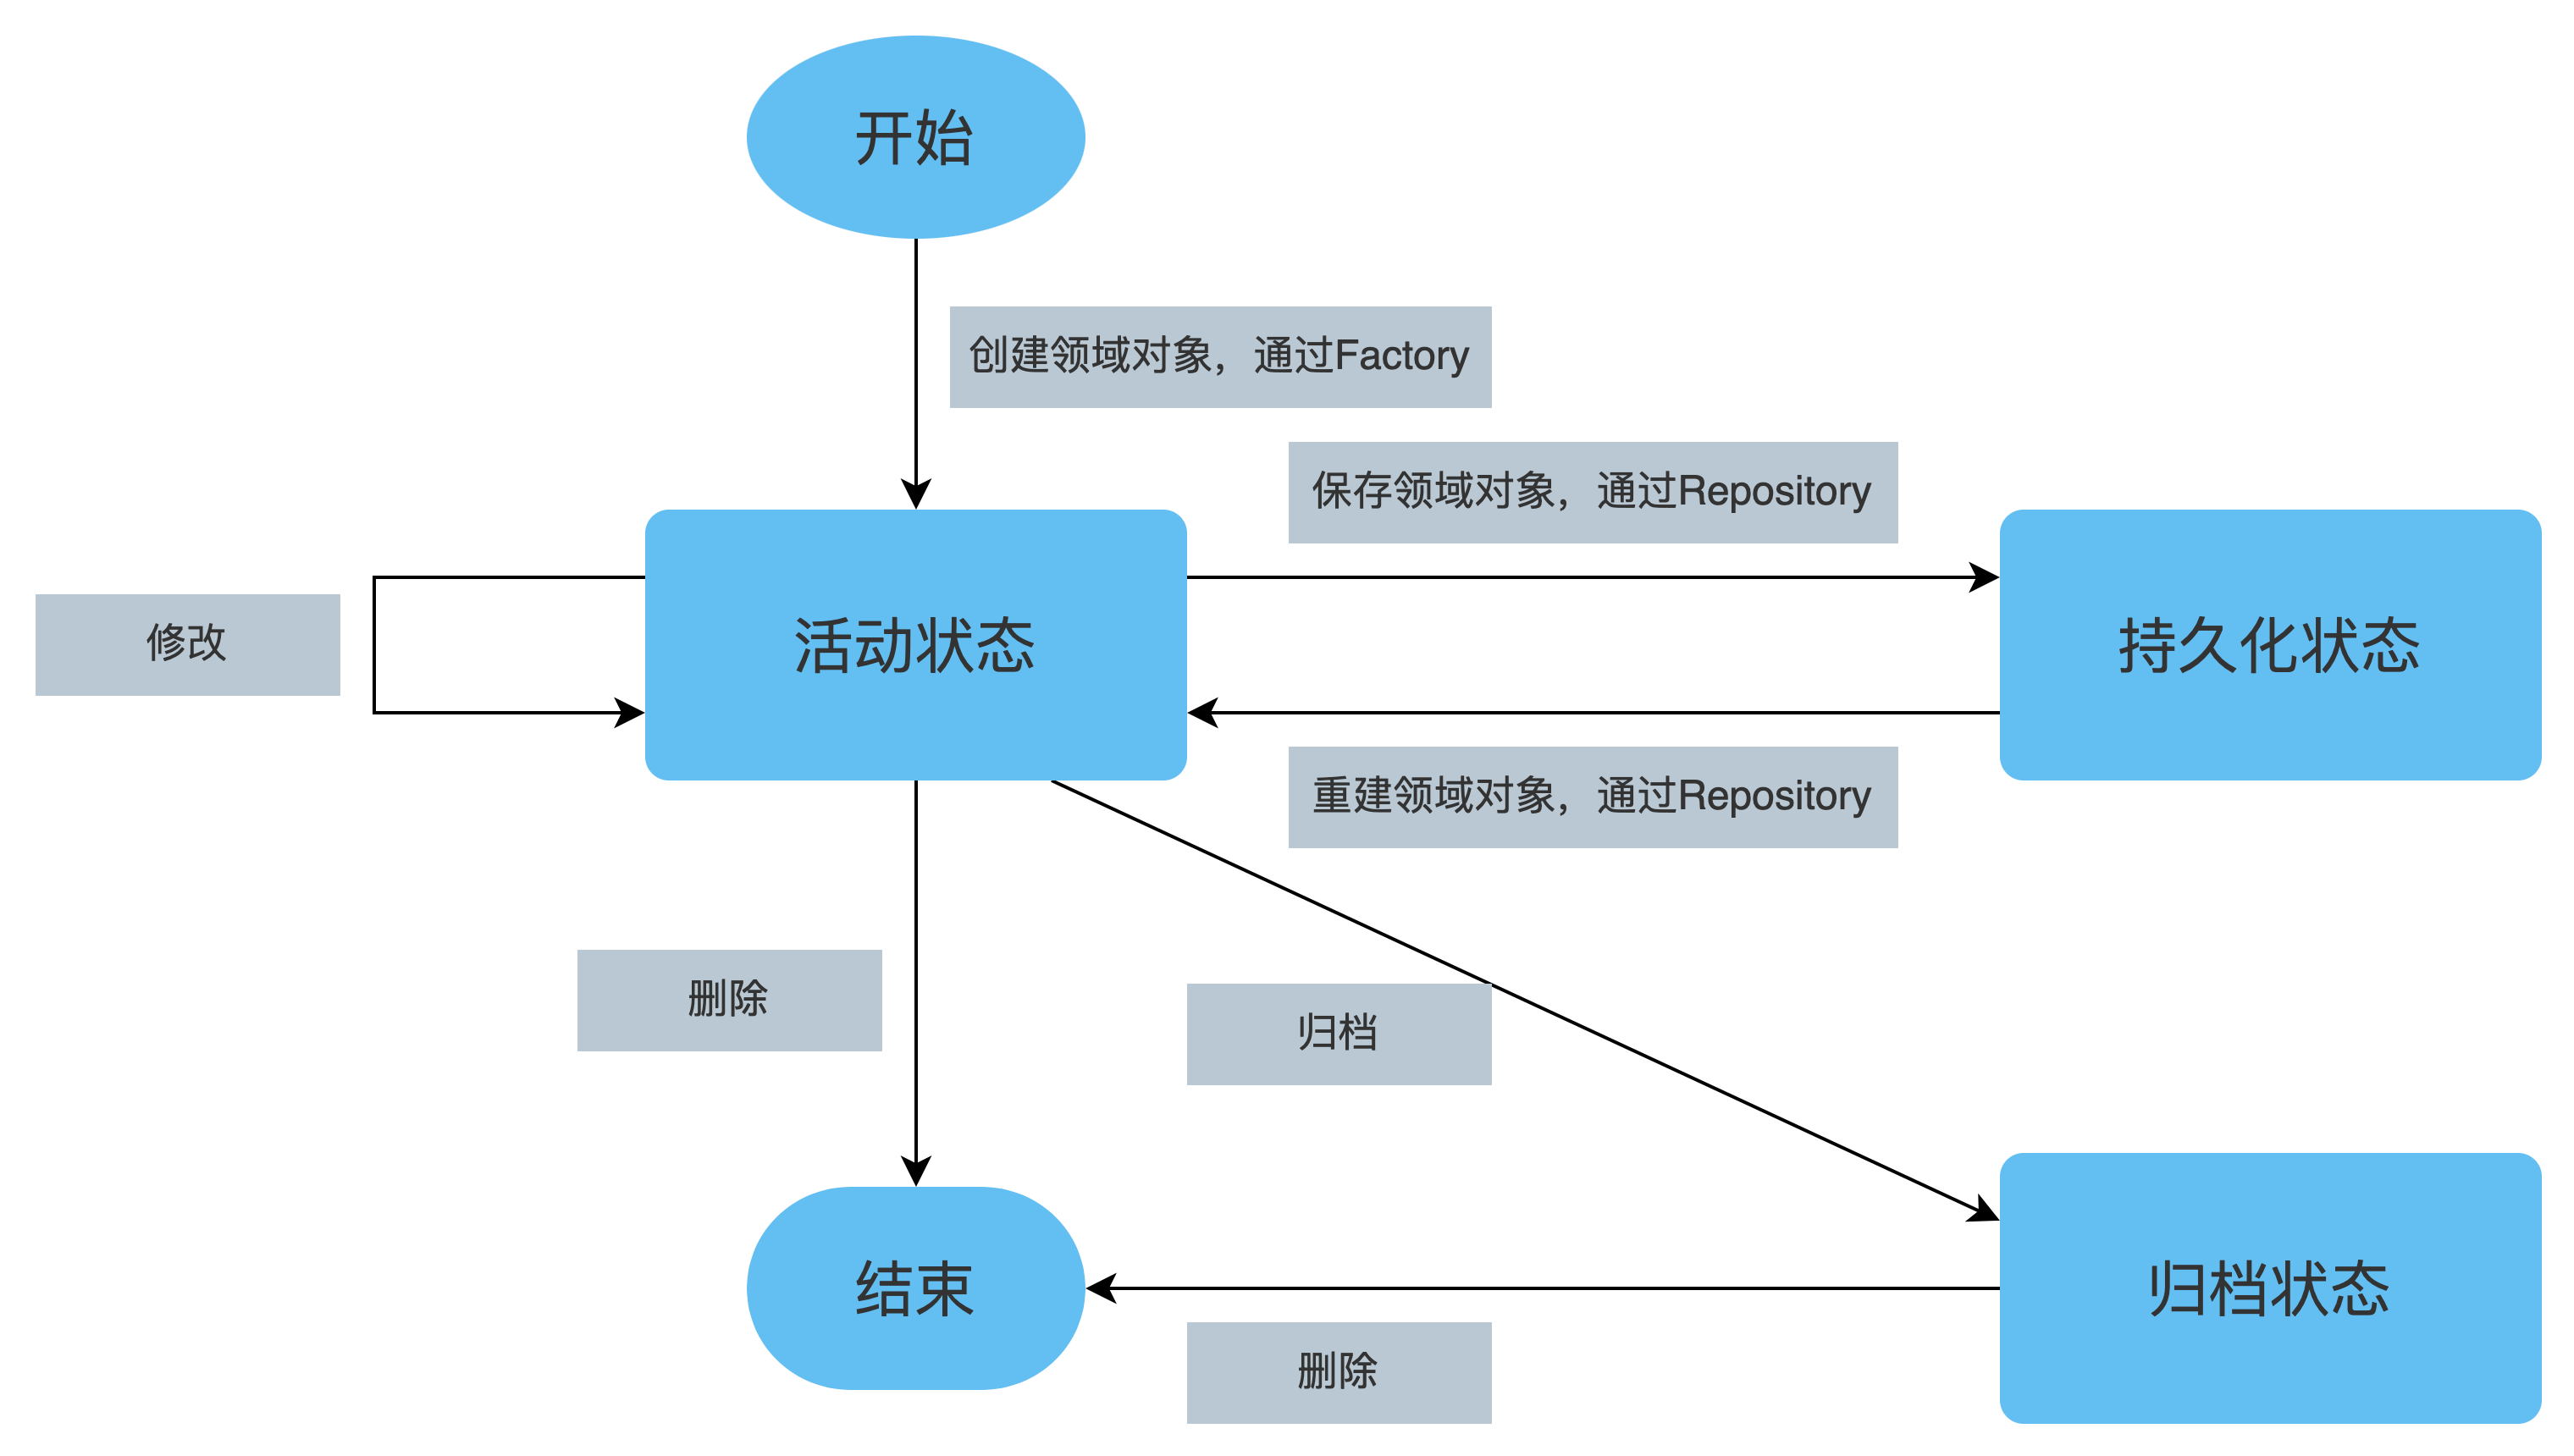 开始
创建领域对象，通过Factory
保存领域对象，通过Repository
修改
活动状态
持久化状态
重建领域对象，通过Repository
删除
归档
结束
归档状态
删除